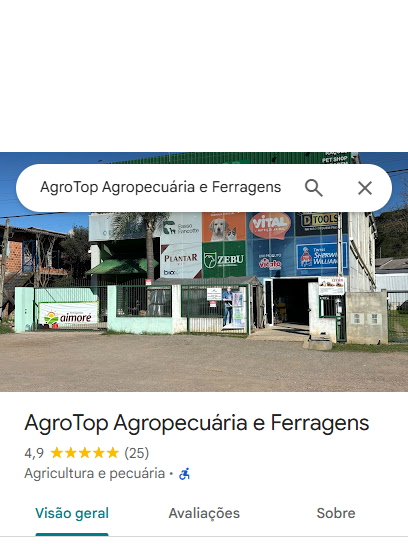 AgroTop Agropecuária e Ferragens
PET SHOP
VITAL
D TOOLS
PLANTAR
ZEBU
SHERWIN
WILLIAMS
aimoré
AgroTop Agropecuária e Ferragens
4,9 (25)
Agricultura e pecuária ·
Visão geral
Avaliações
Sobre